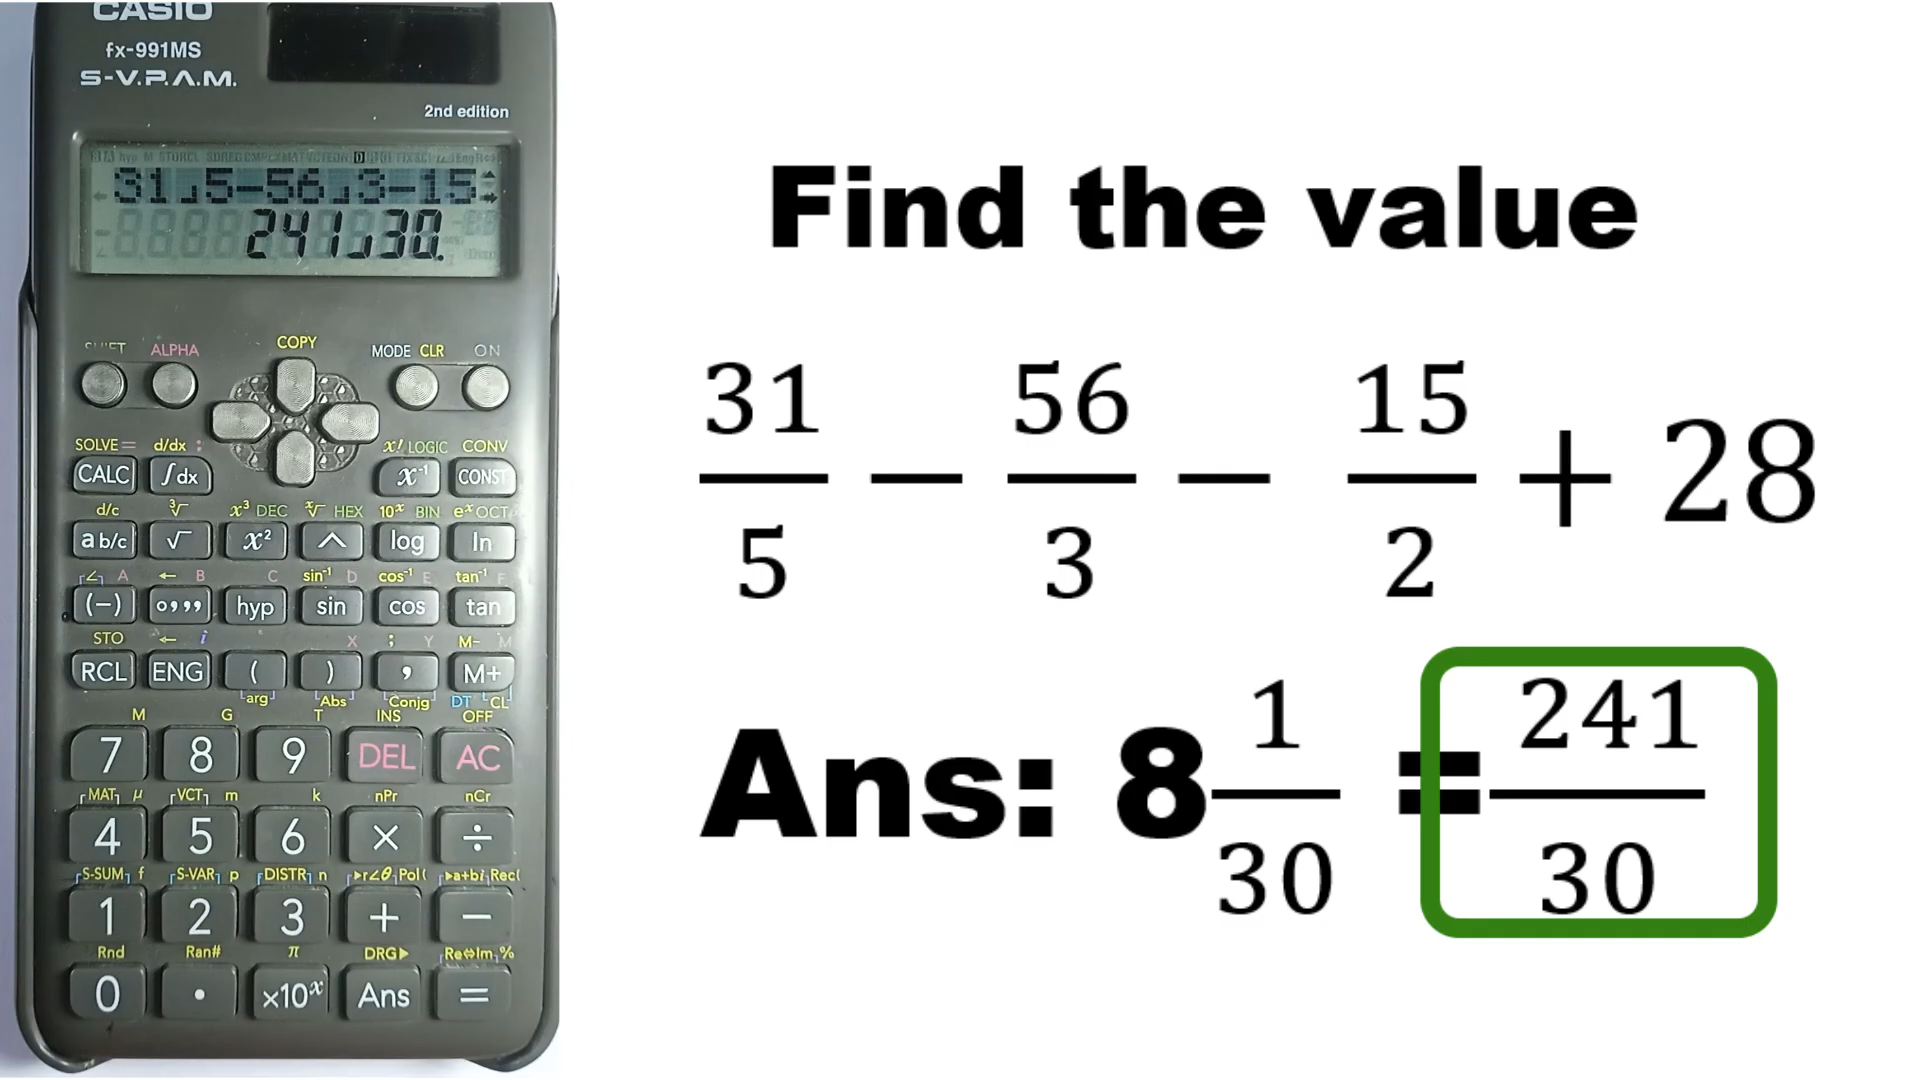 CASIO
fx-991MS
S-V.P.A.M.
2nd edition
31⌟5-56⌟3-15
241⌟30.
SHIFT ALPHA COPY MODE CLR ON
SOLVE = d/dx : x! LOGIC CONV
CALC ∫dx x⁻¹ CONST
d/c ³√ x³ DEC ˣ√ HEX 10ˣ BIN eˣ OCT
a b/c √ x² ^ log ln
∠ A ← B C sin⁻¹ D cos⁻¹ E tan⁻¹ F
(−) °,,, hyp sin cos tan
STO ← i X ; Y M- M
RCL ENG ( ) , M+
arg Abs Conjg DT CL
M G T INS OFF
7 8 9 DEL AC
MAT μ VCT m k nPr nCr
4 5 6 × ÷
S-SUM f S-VAR p DISTR n ▸r∠θ Pol( ▸a+bi Rec(
1 2 3 + −
Rnd Ran# π DRG▶ Re⇔Im %
0 . ×10ˣ Ans =
Find the value
31/5 − 56/3 − 15/2 + 28
Ans: 8 1/30 = 241/30